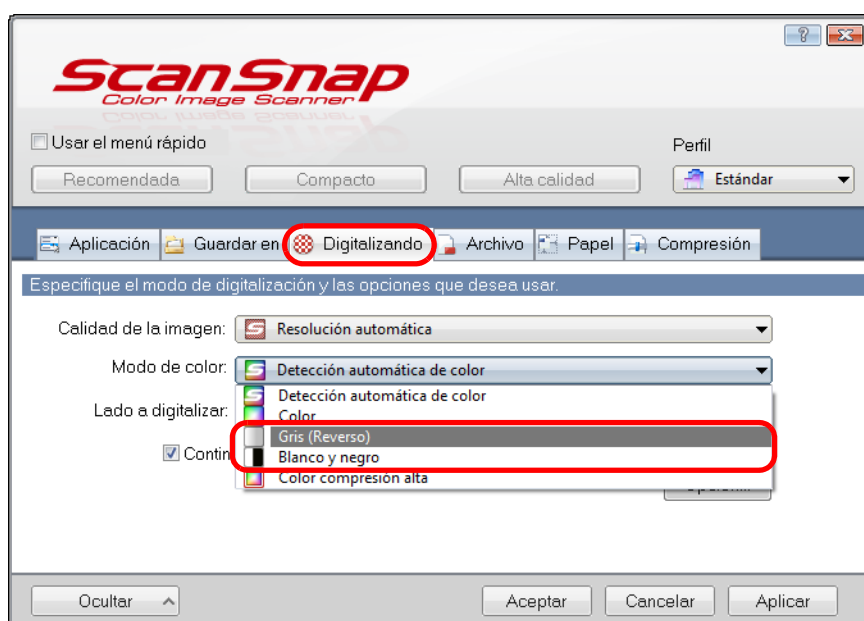 ScanSnap
Color Image Scanner
Usar el menú rápido
Perfil
Recomendada
Compacto
Alta calidad
Estándar
Aplicación
Guardar en
Digitalizando
Archivo
Papel
Compresión
Especifique el modo de digitalización y las opciones que desea usar.
Calidad de la imagen:
Resolución automática
Modo de color:
Detección automática de color
Detección automática de color
Lado a digitalizar:
Color
Gris (Reverso)
Blanco y negro
Color compresión alta
Ocultar
Aceptar
Cancelar
Aplicar